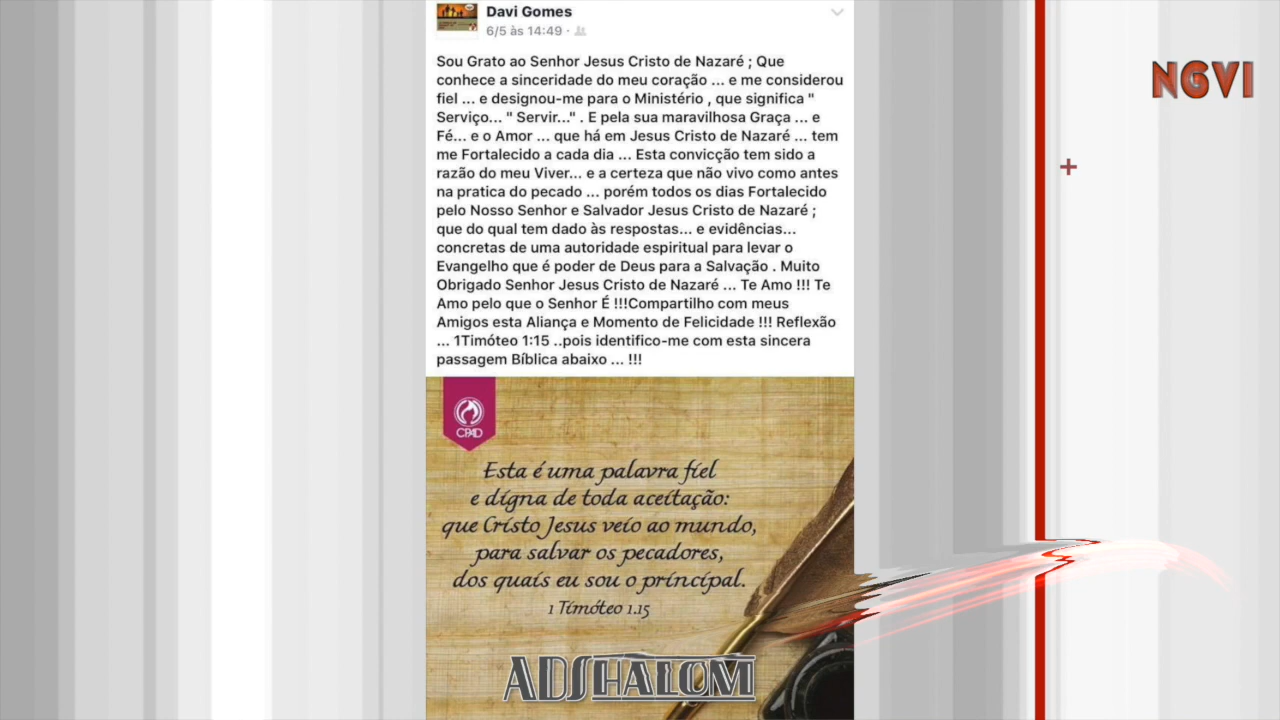 Davi Gomes
6/5 às 14:49 ·
NGVI
Sou Grato ao Senhor Jesus Cristo de Nazaré ; Que
conhece a sinceridade do meu coração ... e me considerou
fiel ... e designou-me para o Ministério , que significa "
Serviço... " Servir..." . E pela sua maravilhosa Graça ... e
Fé... e o Amor ... que há em Jesus Cristo de Nazaré ... tem
me Fortalecido a cada dia ... Esta convicção tem sido a
razão do meu Viver... e a certeza que não vivo como antes
na pratica do pecado ... porém todos os dias Fortalecido
pelo Nosso Senhor e Salvador Jesus Cristo de Nazaré ;
que do qual tem dado às respostas... e evidências...
concretas de uma autoridade espiritual para levar o
Evangelho que é poder de Deus para a Salvação . Muito
Obrigado Senhor Jesus Cristo de Nazaré ... Te Amo !!! Te
Amo pelo que o Senhor É !!!Compartilho com meus
Amigos esta Aliança e Momento de Felicidade !!! Reflexão
... 1Timóteo 1:15 ..pois identifico-me com esta sincera
passagem Bíblica abaixo ... !!!
CPAD
Esta é uma palavra fiel
e digna de toda aceitação:
que Cristo Jesus veio ao mundo,
para salvar os pecadores,
dos quais eu sou o principal.
1 Timóteo 1.15
ADSHALOM